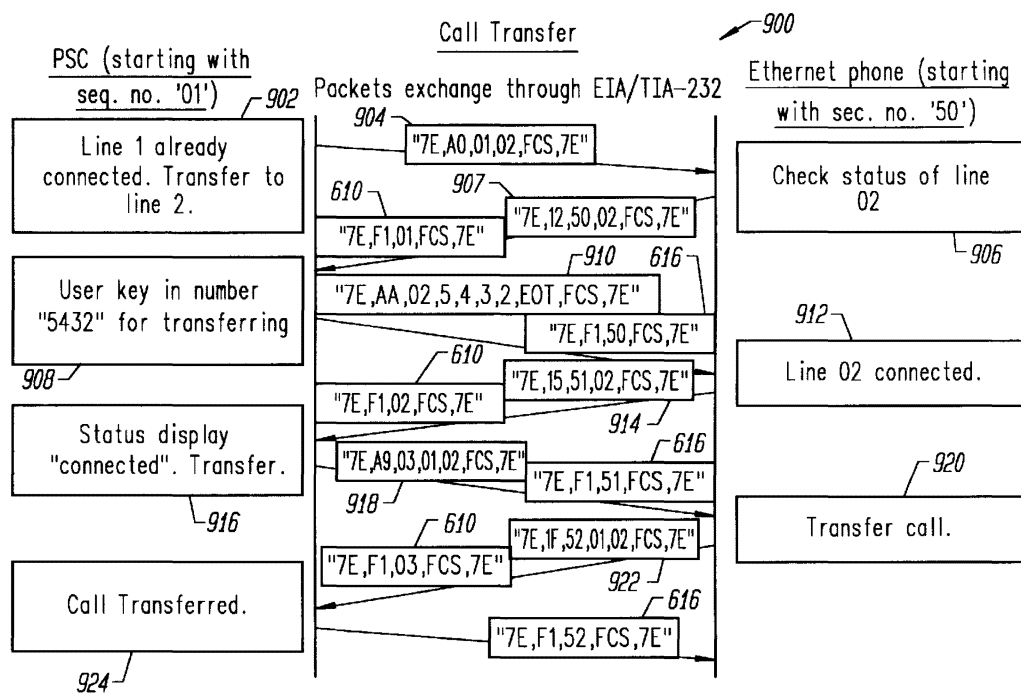 Call Transfer
900
PSC (starting with
seq. no. '01')
902
Packets exchange through EIA/TIA-232
Ethernet phone (starting
with sec. no. '50')
904
Line 1 already
connected. Transfer to
line 2.
"7E,A0,01,02,FCS,7E"
Check status of line
02
907
610
"7E,12,50,02,FCS,7E"
"7E,F1,01,FCS,7E"
906
910
616
User key in number
"5432" for transferring
"7E,AA,02,5,4,3,2,EOT,FCS,7E"
"7E,F1,50,FCS,7E"
912
908
610
"7E,15,51,02,FCS,7E"
Line 02 connected.
"7E,F1,02,FCS,7E"
914
Status display
"connected". Transfer.
616
"7E,A9,03,01,02,FCS,7E"
"7E,F1,51,FCS,7E"
920
918
916
610
"7E,1F,52,01,02,FCS,7E"
Transfer call.
"7E,F1,03,FCS,7E"
922
Call Transferred.
616
"7E,F1,52,FCS,7E"
924